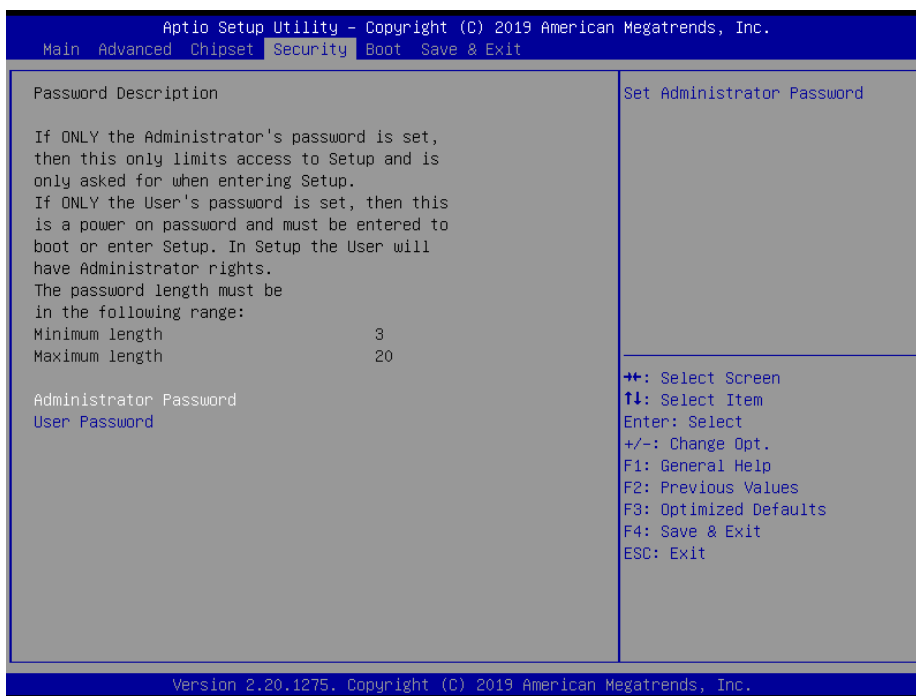 Aptio Setup Utility – Copyright (C) 2019 American Megatrends, Inc.
Main Advanced Chipset Security Boot Save & Exit
Password Description
If ONLY the Administrator's password is set,
then this only limits access to Setup and is
only asked for when entering Setup.
If ONLY the User's password is set, then this
is a power on password and must be entered to
boot or enter Setup. In Setup the User will
have Administrator rights.
The password length must be
in the following range:
Minimum length 3
Maximum length 20
Administrator Password
User Password
Set Administrator Password
→←: Select Screen
↑↓: Select Item
Enter: Select
+/-: Change Opt.
F1: General Help
F2: Previous Values
F3: Optimized Defaults
F4: Save & Exit
ESC: Exit
Version 2.20.1275. Copyright (C) 2019 American Megatrends, Inc.